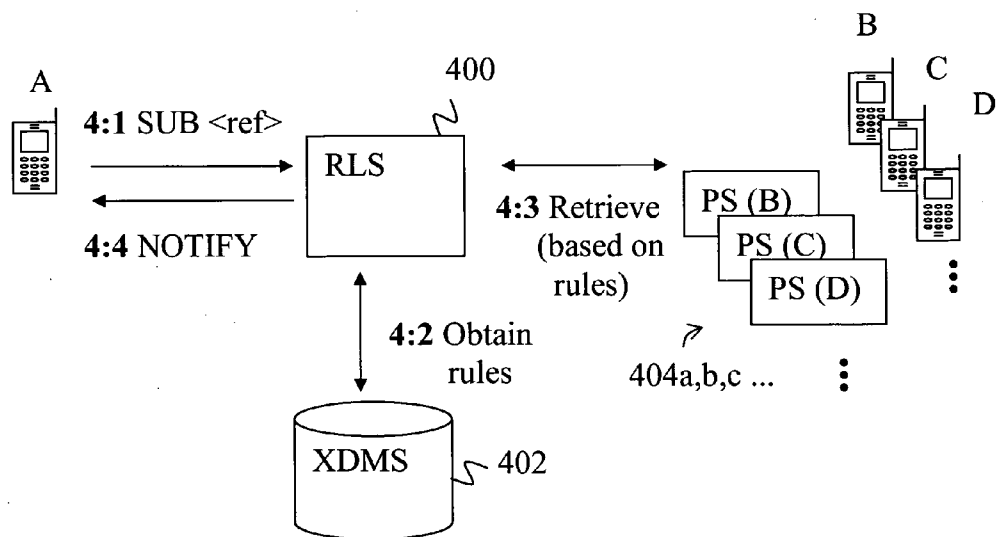 A
4:1 SUB <ref>
4:4 NOTIFY
400
RLS
4:2 Obtain
rules
XDMS
402
4:3 Retrieve
(based on
rules)
B
C
D
PS (B)
PS (C)
PS (D)
404a,b,c ...